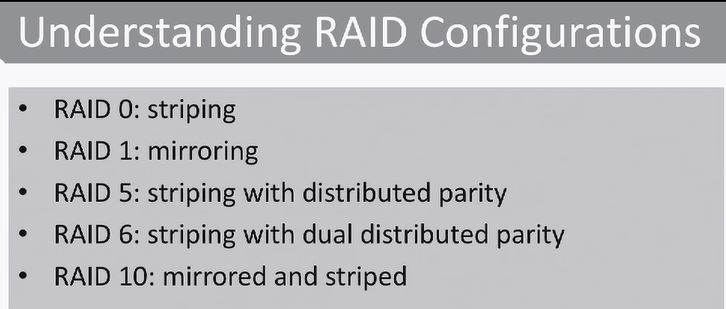 Understanding RAID Configurations
• RAID 0: striping
• RAID 1: mirroring
• RAID 5: striping with distributed parity
• RAID 6: striping with dual distributed parity
• RAID 10: mirrored and striped